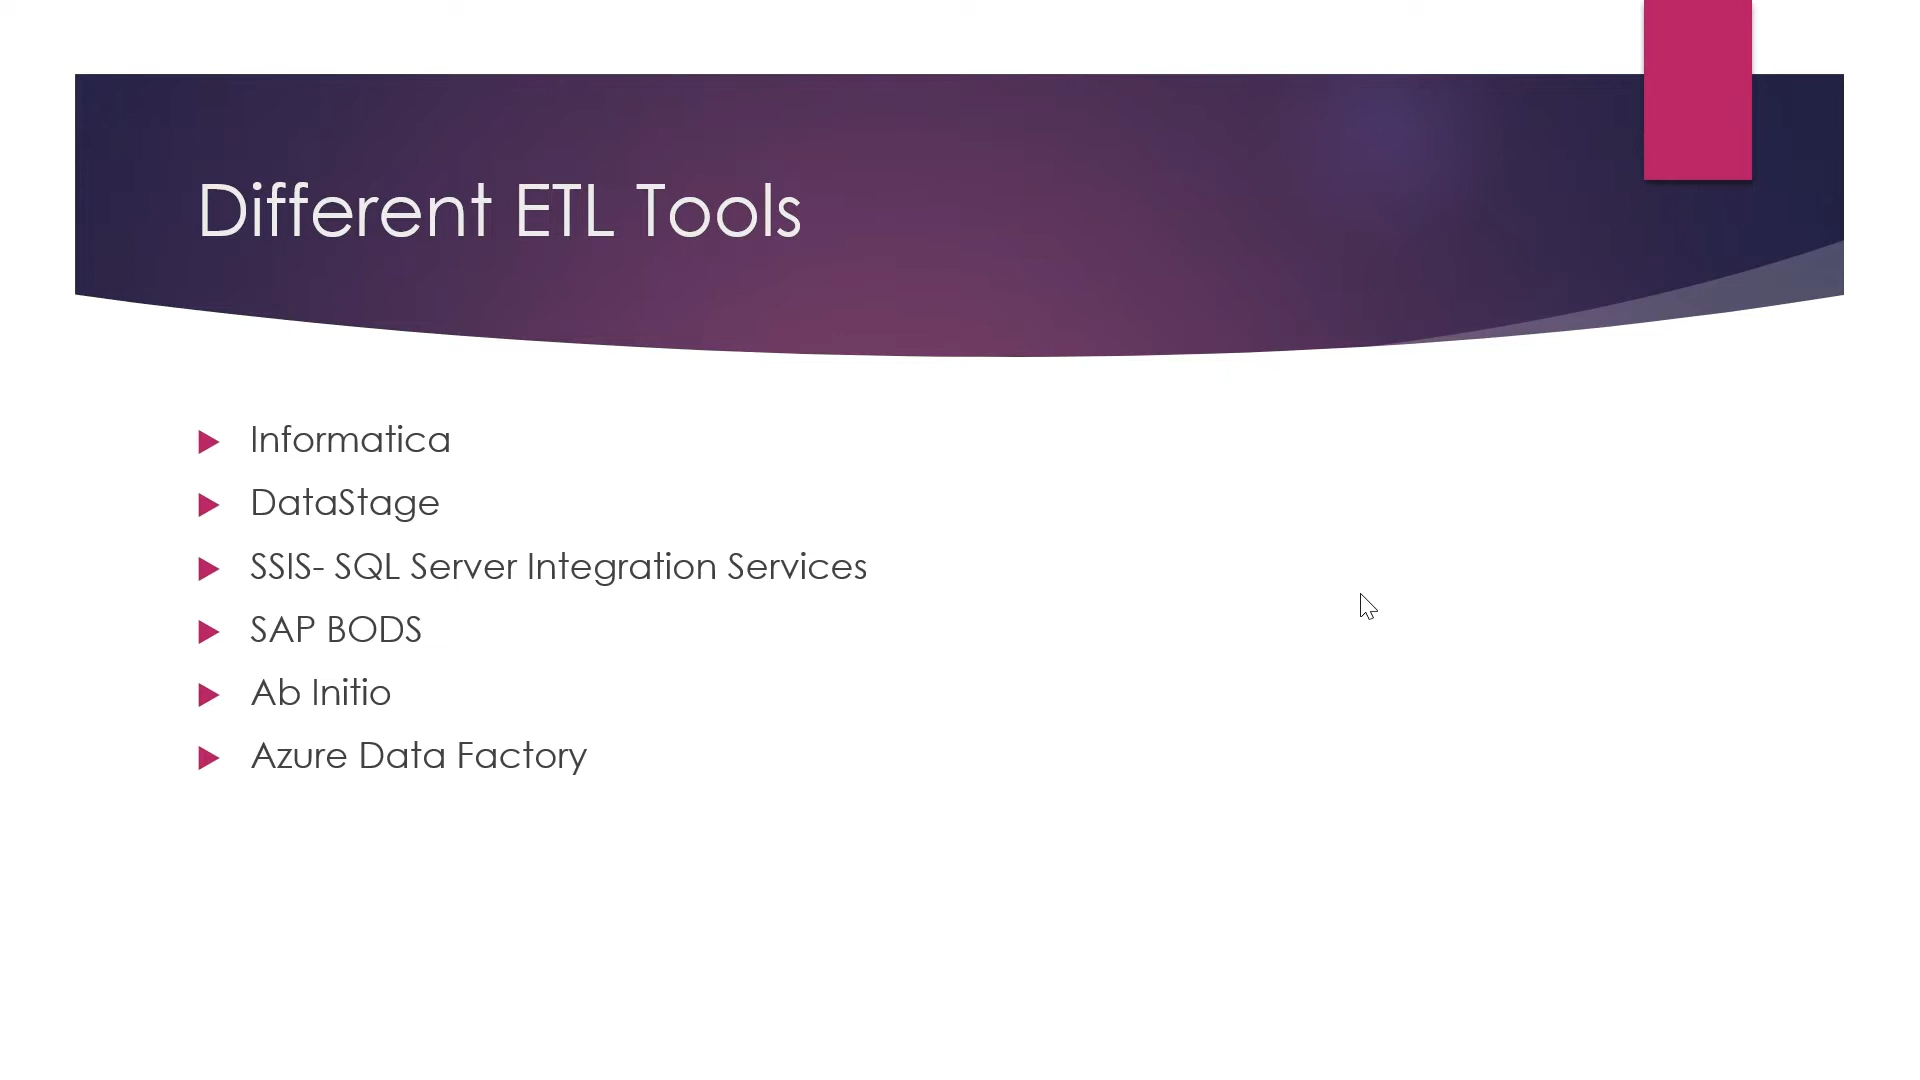 Different ETL Tools
Informatica
DataStage
SSIS- SQL Server Integration Services
SAP BODS
Ab Initio
Azure Data Factory